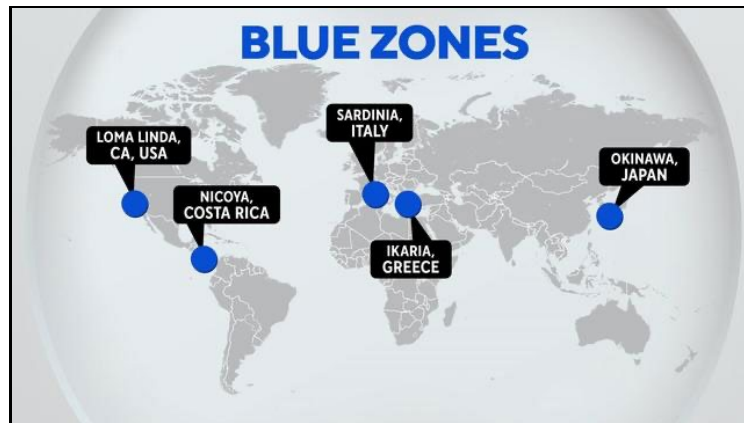 BLUE ZONES
LOMA LINDA,
CA, USA
NICOYA,
COSTA RICA
SARDINIA,
ITALY
IKARIA,
GREECE
OKINAWA,
JAPAN